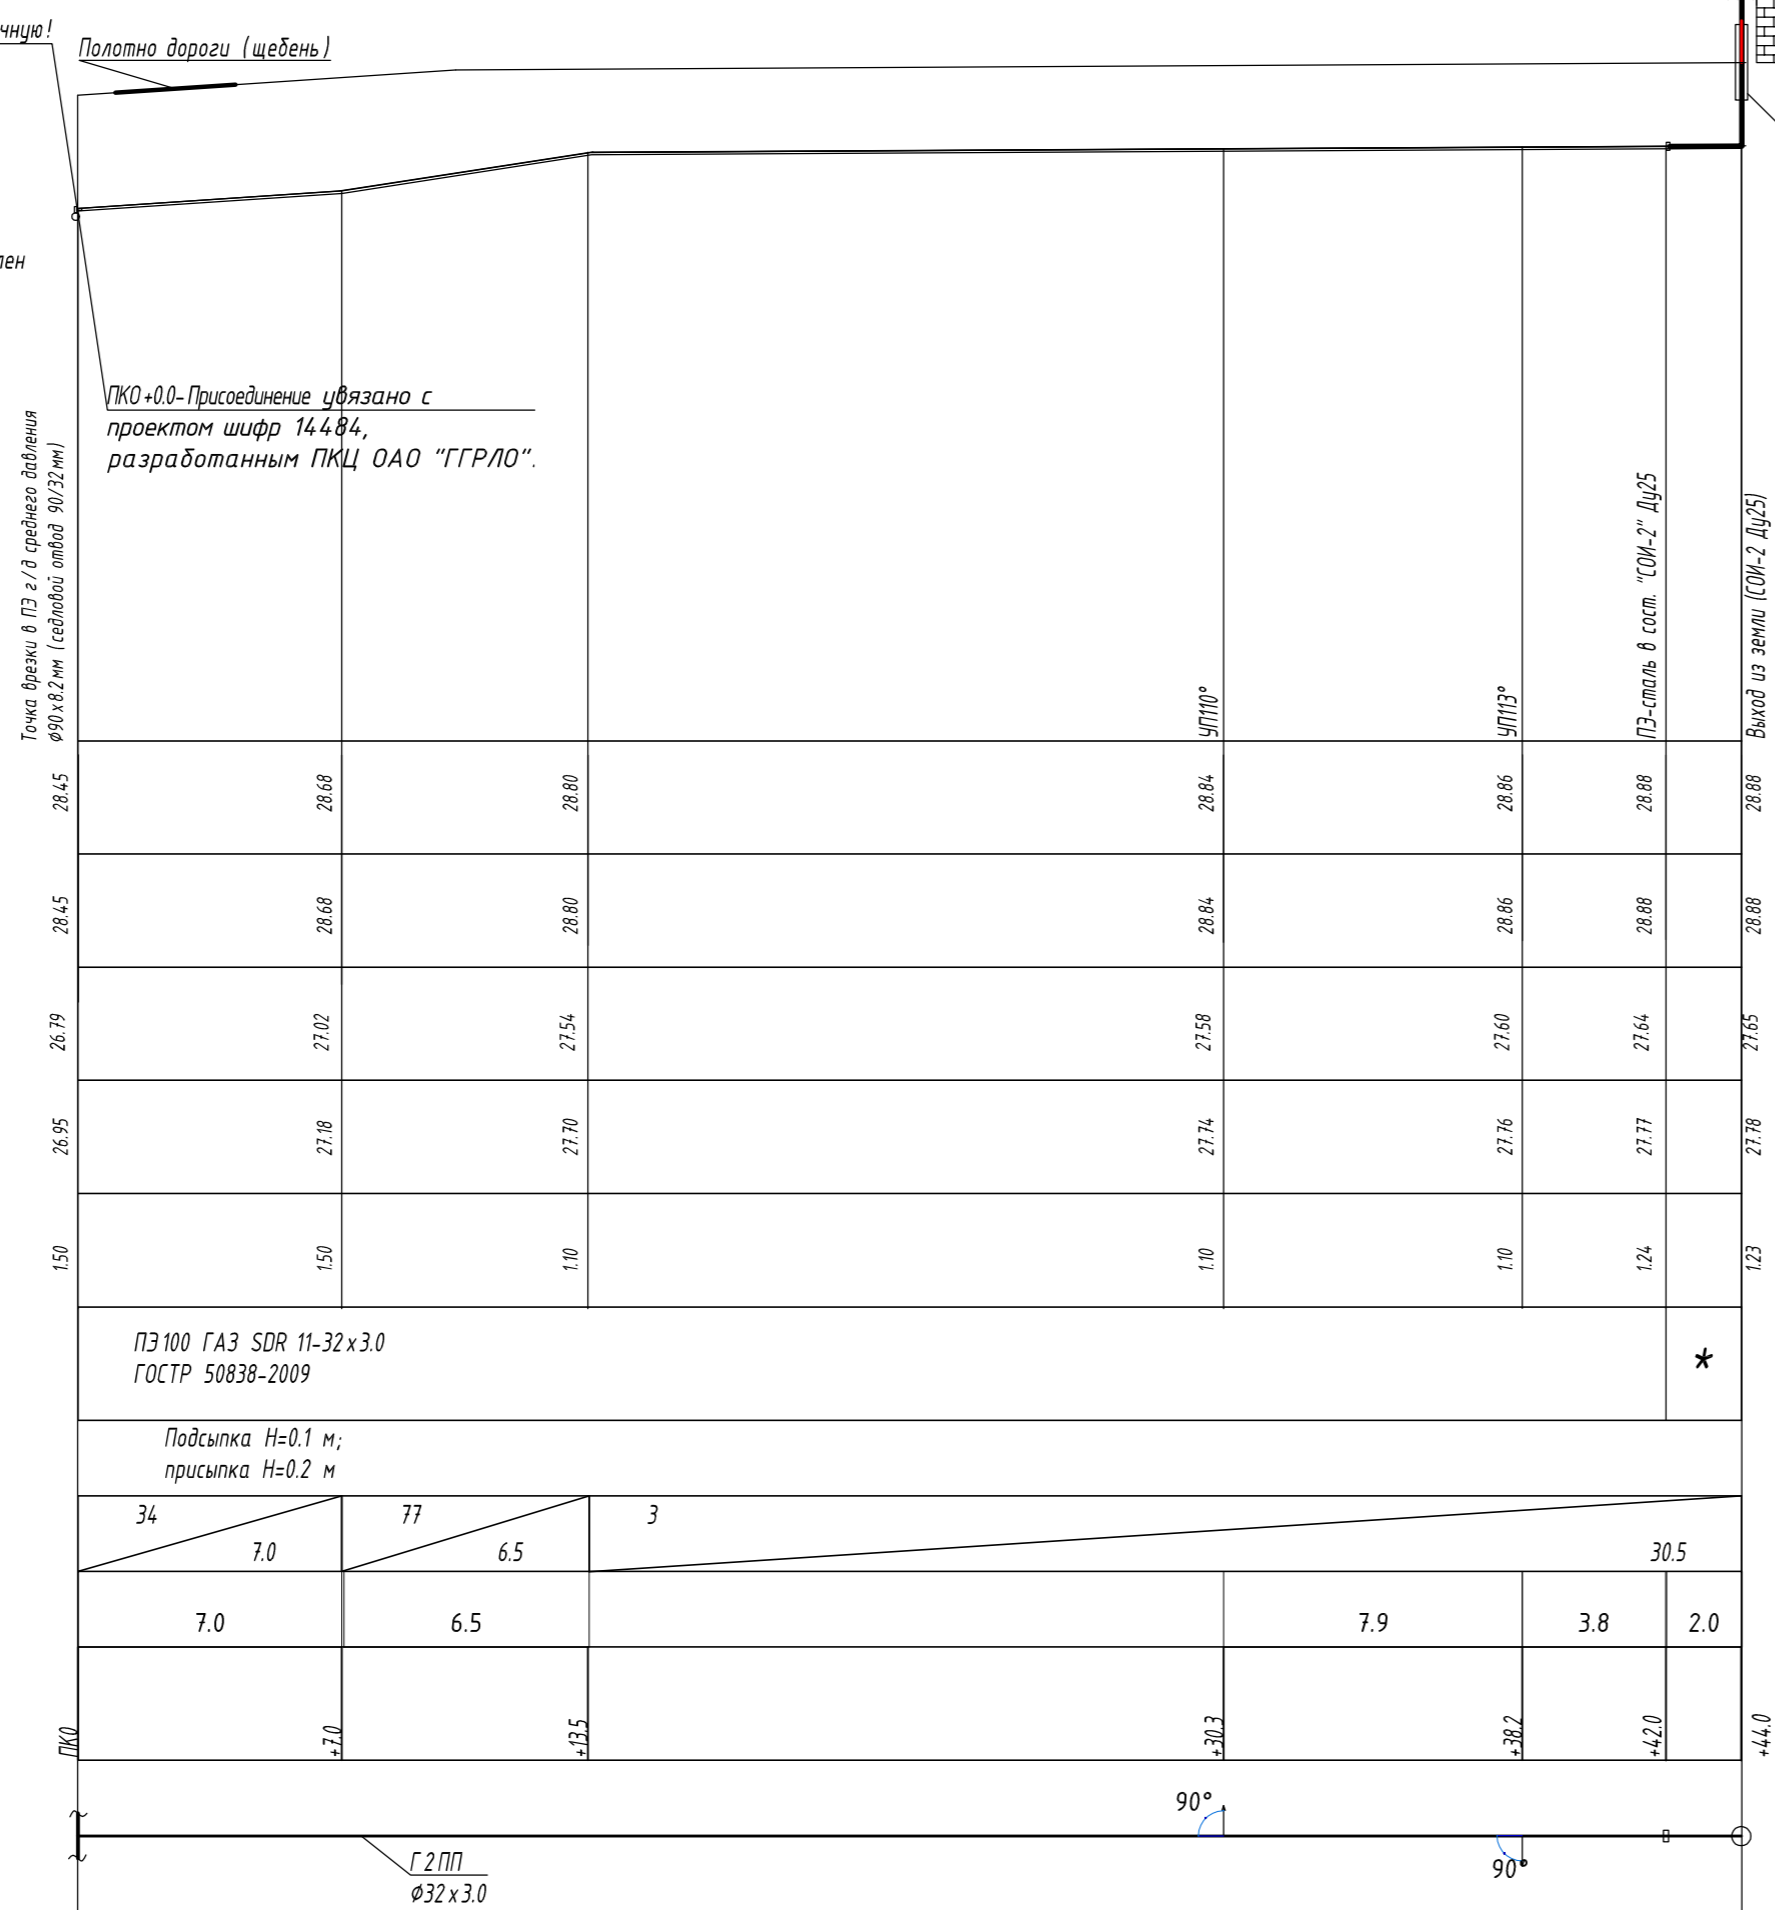 чную!
Полотно дороги (щебень)
лен
ПК0+0.0-Присоединение увязано с
проектом шифр 14484,
разработанным ПКЦ ОАО "ГГРЛО".
Точка врезки в ПЭ г/д среднего давления
Ø90х8.2мм (седловой отвод 90/32мм)
УП110°
УП113°
ПЭ-сталь в сост. "СОИ-2" Ду25
Выход из земли (СОИ-2 Ду25)
28.45 28.68 28.80 28.84 28.86 28.88 28.88
28.45 28.68 28.80 28.84 28.86 28.88 28.88
26.79 27.02 27.54 27.58 27.60 27.64 27.65
26.95 27.18 27.70 27.74 27.76 27.77 27.78
1.50 1.50 1.10 1.10 1.10 1.24 1.23
ПЭ100 ГАЗ SDR 11-32х3.0
ГОСТР 50838-2009
*
Подсыпка Н=0.1 м;
присыпка Н=0.2 м
34 77 3
7.0 6.5 30.5
7.0 6.5 7.9 3.8 2.0
ПК0 +7.0 +13.5 +30.3 +38.2 +42.0 +44.0
90°
Г2ПП
Ø32х3.0
90°